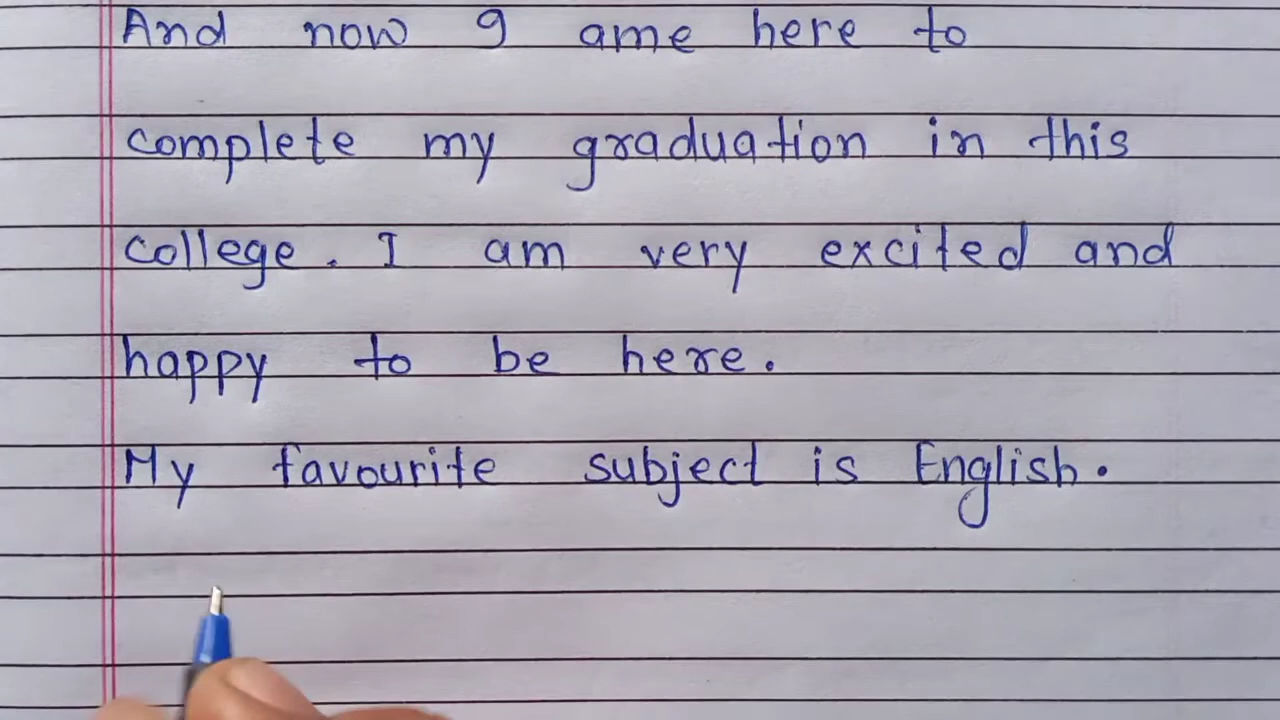 And now I ame here to
complete my graduation in this
college. I am very excited and
happy to be here.
My favourite subject is English.